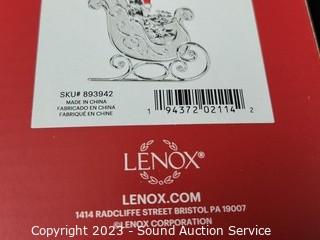 SKU# 893942
MADE IN CHINA
FABRICADO EN CHINA
FABRIQUÉ EN CHINE
1 94372 02114 2
LENOX®
LENOX.COM
1414 RADCLIFFE STREET BRISTOL PA 19007
©LENOX CORPORATION
Copyright 2023 - Sound Auction Service